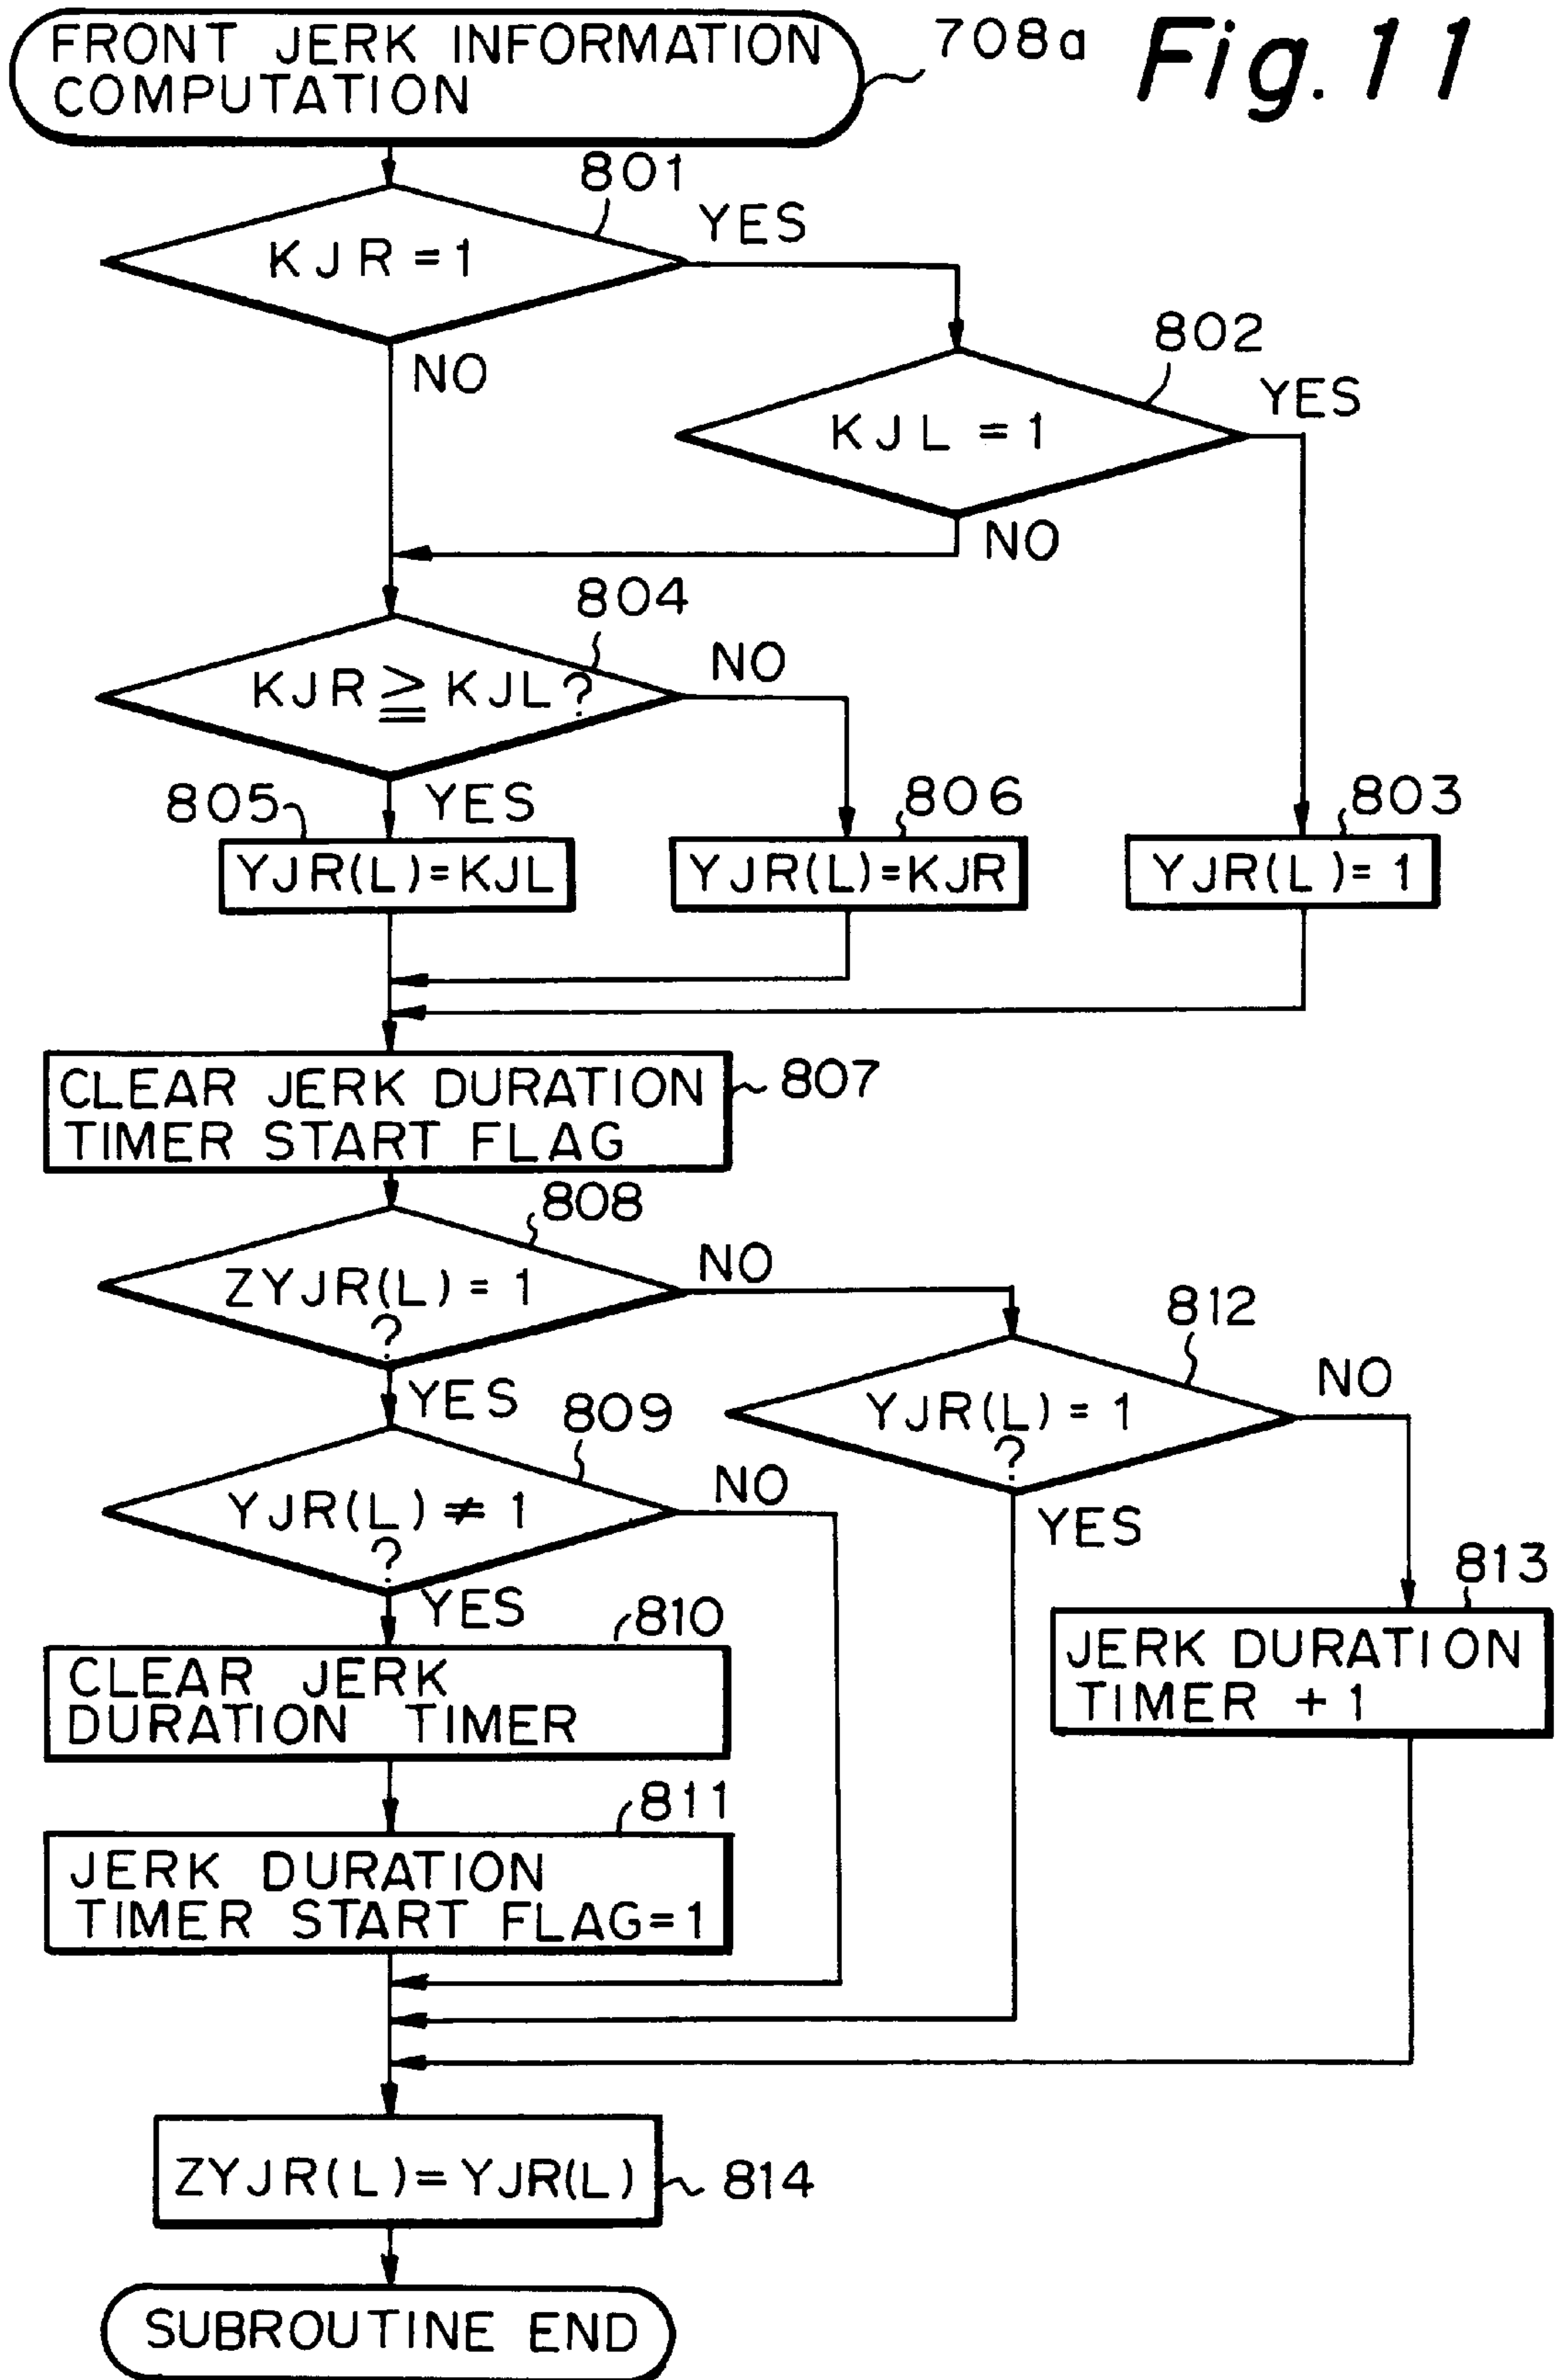 FRONT JERK INFORMATION
COMPUTATION
708a
Fig. 11
801
KJR = 1
YES
NO
802
KJL = 1
YES
NO
804
KJR ≧ KJL ?
NO
YES
805
YJR(L)=KJL
806
YJR(L)=KJR
803
YJR(L)= 1
CLEAR JERK DURATION
TIMER START FLAG
807
808
ZYJR(L) = 1
?
NO
YES
812
YJR(L) = 1
?
NO
YES
809
YJR(L) ≠ 1
?
NO
YES
813
JERK DURATION
TIMER +1
810
CLEAR JERK
DURATION TIMER
811
JERK DURATION
TIMER START FLAG=1
ZYJR(L)= YJR(L)
814
SUBROUTINE END